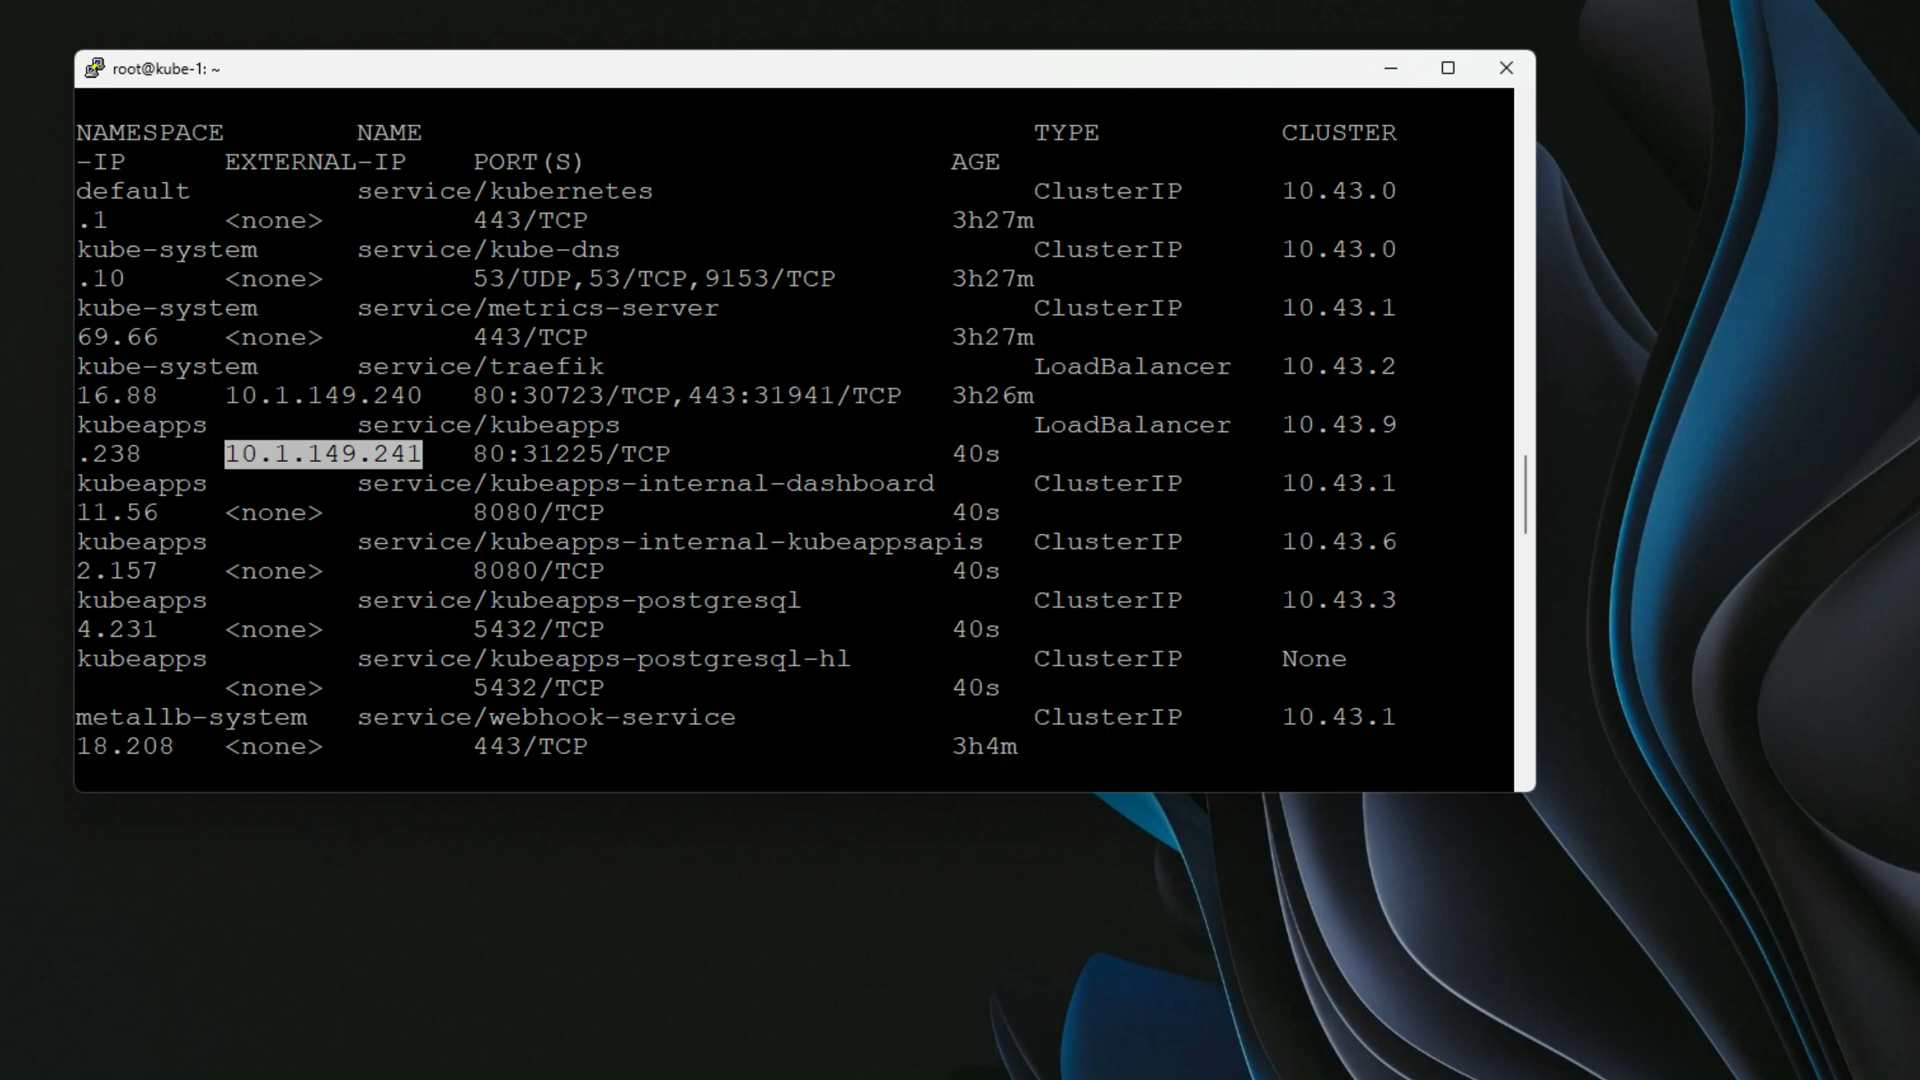 root@kube-1: ~
NAMESPACE NAME TYPE CLUSTER
-IP EXTERNAL-IP PORT(S) AGE
default service/kubernetes ClusterIP 10.43.0
.1 <none> 443/TCP 3h27m
kube-system service/kube-dns ClusterIP 10.43.0
.10 <none> 53/UDP,53/TCP,9153/TCP 3h27m
kube-system service/metrics-server ClusterIP 10.43.1
69.66 <none> 443/TCP 3h27m
kube-system service/traefik LoadBalancer 10.43.2
16.88 10.1.149.240 80:30723/TCP,443:31941/TCP 3h26m
kubeapps service/kubeapps LoadBalancer 10.43.9
.238 10.1.149.241 80:31225/TCP 40s
kubeapps service/kubeapps-internal-dashboard ClusterIP 10.43.1
11.56 <none> 8080/TCP 40s
kubeapps service/kubeapps-internal-kubeappsapis ClusterIP 10.43.6
2.157 <none> 8080/TCP 40s
kubeapps service/kubeapps-postgresql ClusterIP 10.43.3
4.231 <none> 5432/TCP 40s
kubeapps service/kubeapps-postgresql-hl ClusterIP None
<none> 5432/TCP 40s
metallb-system service/webhook-service ClusterIP 10.43.1
18.208 <none> 443/TCP 3h4m